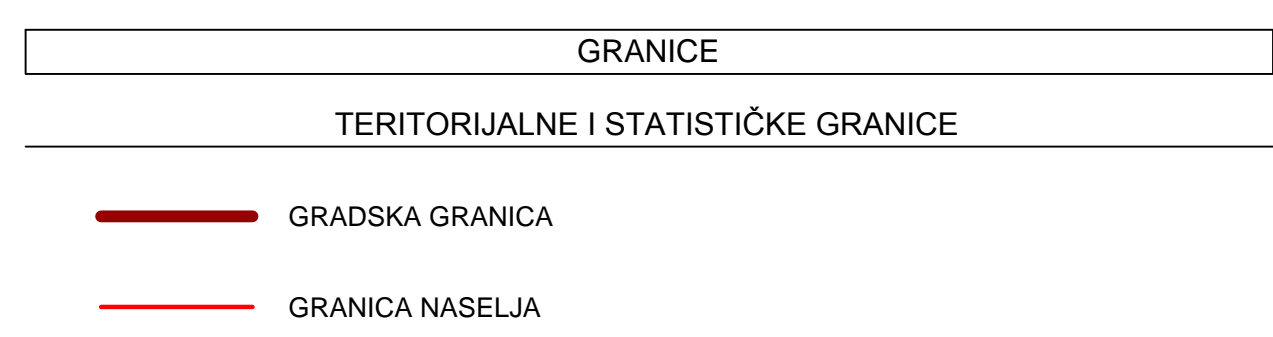 GRANICE
TERITORIJALNE I STATISTIČKE GRANICE
GRADSKA GRANICA
GRANICA NASELJA